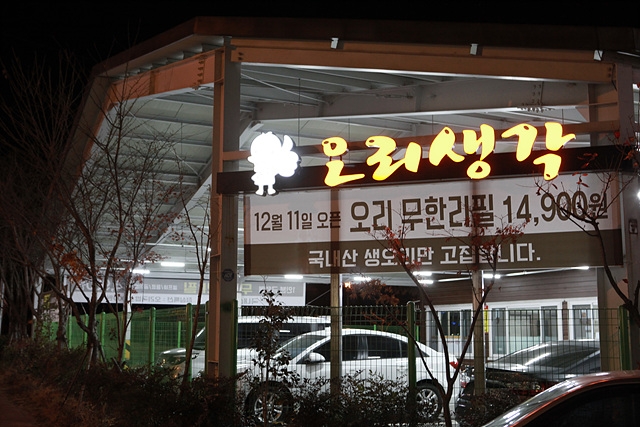 오리생각
12월 11일 오픈 오리 무한리필 14,900원
국내산 생오리만 고집합니다.